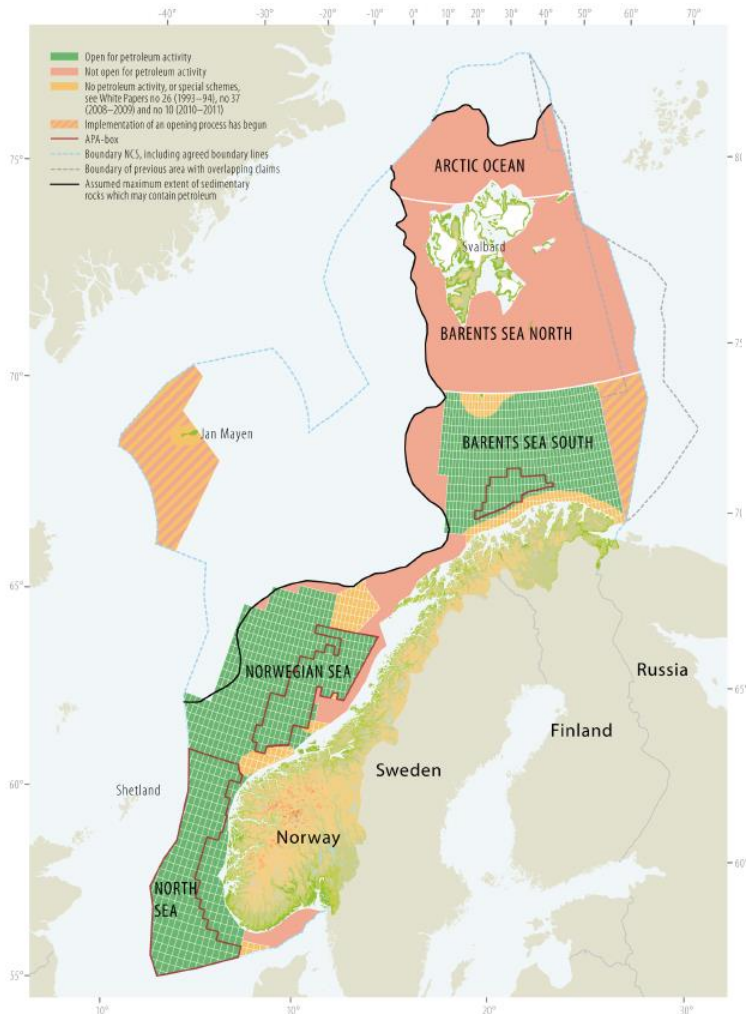 -40° -30° -20° -10° 0° 10° 20° 30° 40° 50° 60° 70°
Open for petroleum activity
Not open for petroleum activity
No petroleum activity, or special schemes,
see White Papers no 26 (1993–94), no 37
(2008–2009) and no 10 (2010–2011)
Implementation of an opening process has begun
APA-box
Boundary NCS, including agreed boundary lines
Boundary of previous area with overlapping claims
Assumed maximum extent of sedimentary
rocks which may contain petroleum
75°
80
ARCTIC OCEAN
Svalbard
BARENTS SEA NORTH
75
70°
Jan Mayen
BARENTS SEA SOUTH
70
65°
NORWEGIAN SEA
Russia
65°
Finland
Sweden
60°
Shetland
Norway
60°
NORTH
SEA
55°
10° 20° 30°